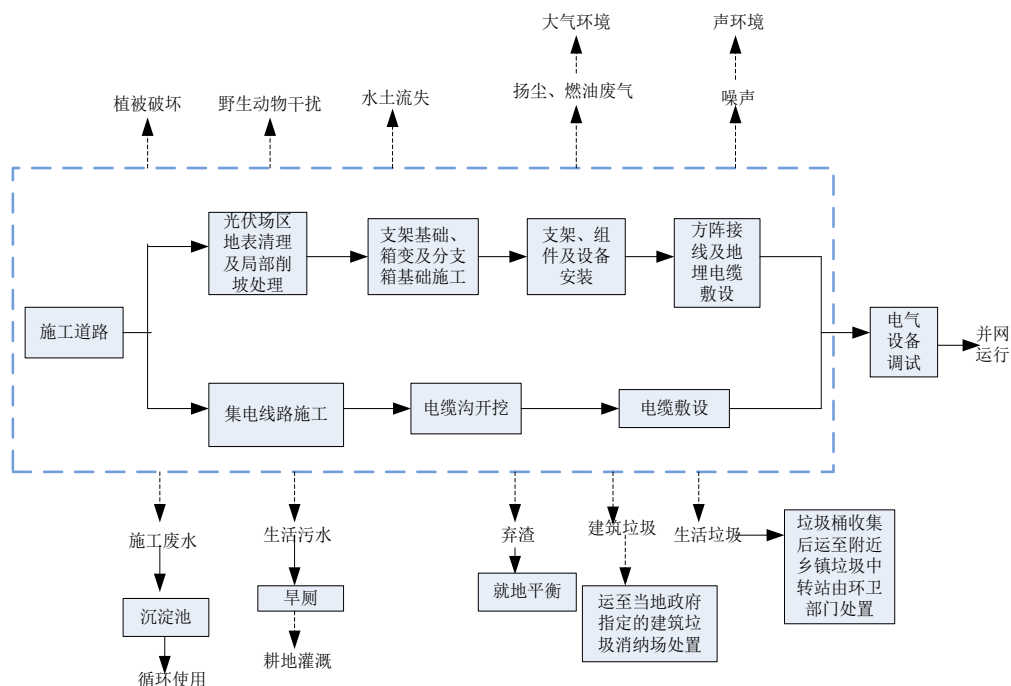 大气环境
声环境
植被破坏
野生动物干扰
水土流失
扬尘、燃油废气
噪声
光伏场区
地表清理
及局部削
坡处理
支架基础、
箱变及分支
箱基础施工
支架、组
件及设备
安装
方阵接
线及地
埋电缆
敷设
施工道路
电气
设备
调试
并网
运行
集电线路施工
电缆沟开挖
电缆敷设
施工废水
生活污水
弃渣
建筑垃圾
生活垃圾
垃圾桶收集
后运至附近
乡镇垃圾中
转站由环卫
部门处置
沉淀池
旱厕
就地平衡
运至当地政府
指定的建筑垃
圾消纳场处置
循环使用
耕地灌溉